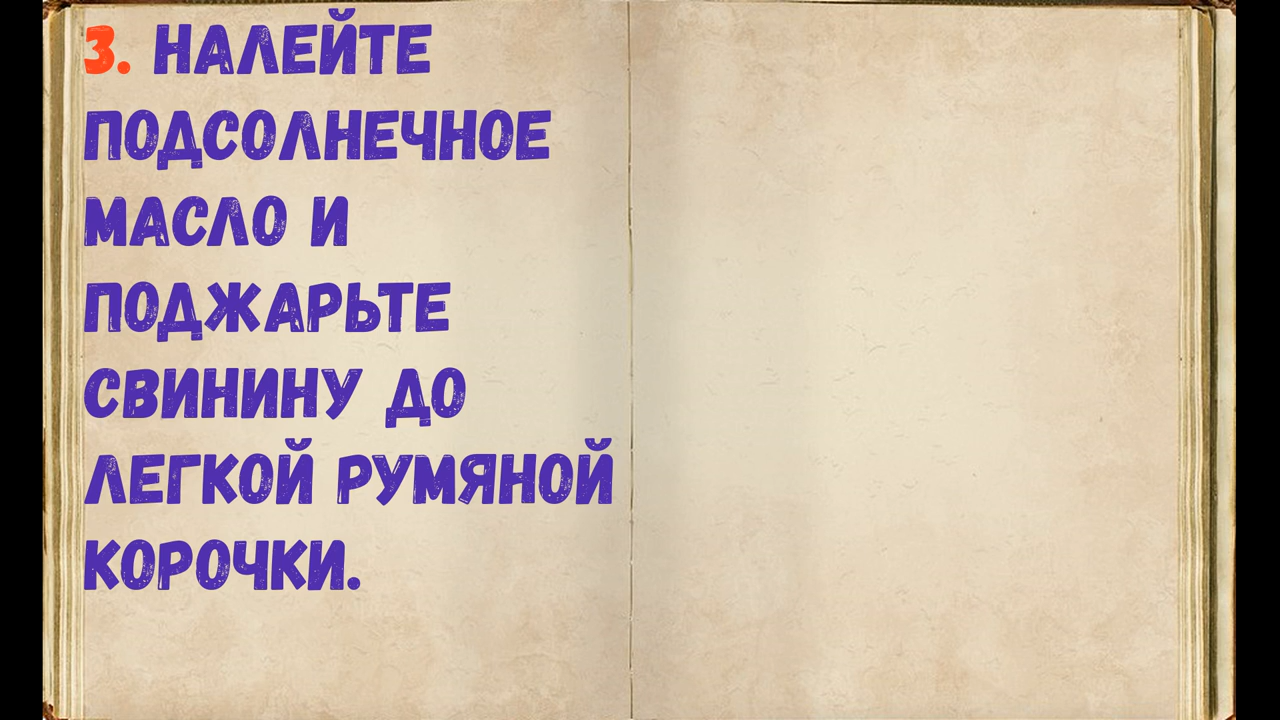 3. НАЛЕЙТЕ
ПОДСОЛНЕЧНОЕ
МАСЛО И
ПОДЖАРЬТЕ
СВИНИНУ ДО
ЛЕГКОЙ РУМЯНОЙ
КОРОЧКИ.